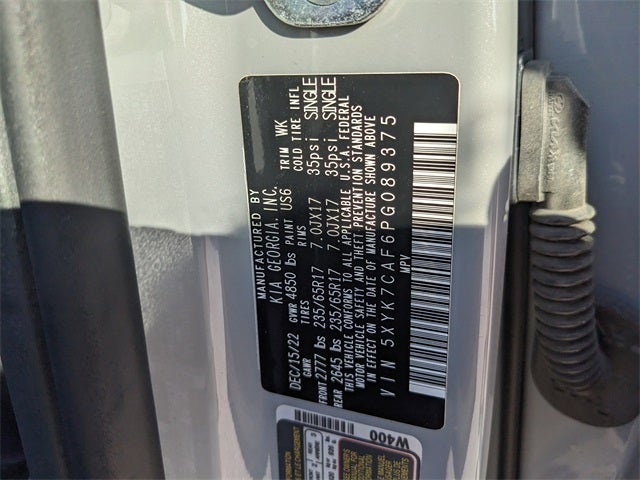 MANUFACTURED BY
KIA GEORGIA, INC.
DEC/15/22 GVWR 4850 lbs PAINT US6 TRIM WK
GAWR TIRES RIMS COLD TIRE INFL
FRONT 2777 lbs 235/65R17 7.0JX17 35psi SINGLE
REAR 2645 lbs 235/65R17 7.0JX17 35psi SINGLE
THIS VEHICLE CONFORMS TO ALL APPLICABLE U.S.A. FEDERAL
MOTOR VEHICLE SAFETY AND THEFT PREVENTION STANDARDS
IN EFFECT ON THE DATE OF MANUFACTURE SHOWN ABOVE
VIN 5XYK7CAF6PG089375
MPV
W400